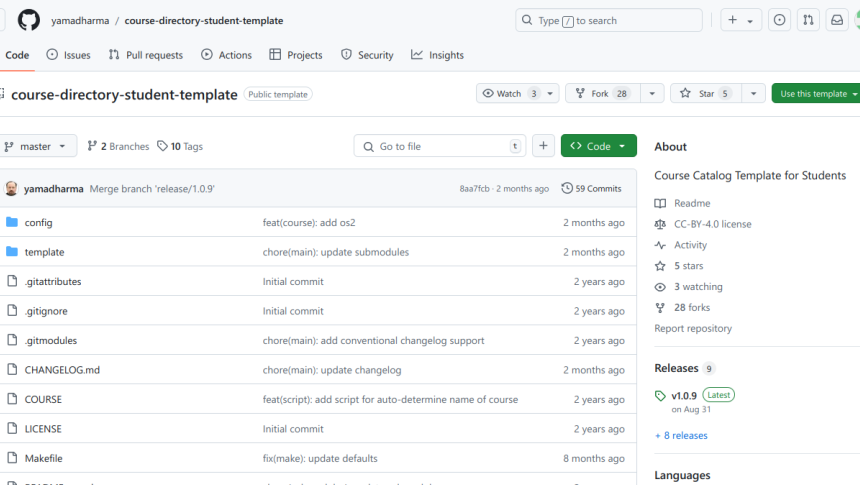 yamadharma / course-directory-student-template
Type / to search
Code Issues Pull requests Actions Projects Security Insights
course-directory-student-template Public template
Watch 3 Fork 28 Star 5 Use this template
master 2 Branches 10 Tags Go to file t Code
yamadharma Merge branch 'release/1.0.9' 8aa7fcb · 2 months ago 59 Commits
config feat(course): add os2 2 months ago
template chore(main): update submodules 2 months ago
.gitattributes Initial commit 2 years ago
.gitignore Initial commit 2 years ago
.gitmodules chore(main): add conventional changelog support 2 years ago
CHANGELOG.md chore(main): update changelog 2 months ago
COURSE feat(script): add script for auto-determine name of course 2 years ago
LICENSE Initial commit 2 years ago
Makefile fix(make): update defaults 8 months ago
About
Course Catalog Template for Students
Readme
CC-BY-4.0 license
Activity
5 stars
3 watching
28 forks
Report repository
Releases 9
v1.0.9 Latest
on Aug 31
+ 8 releases
Languages